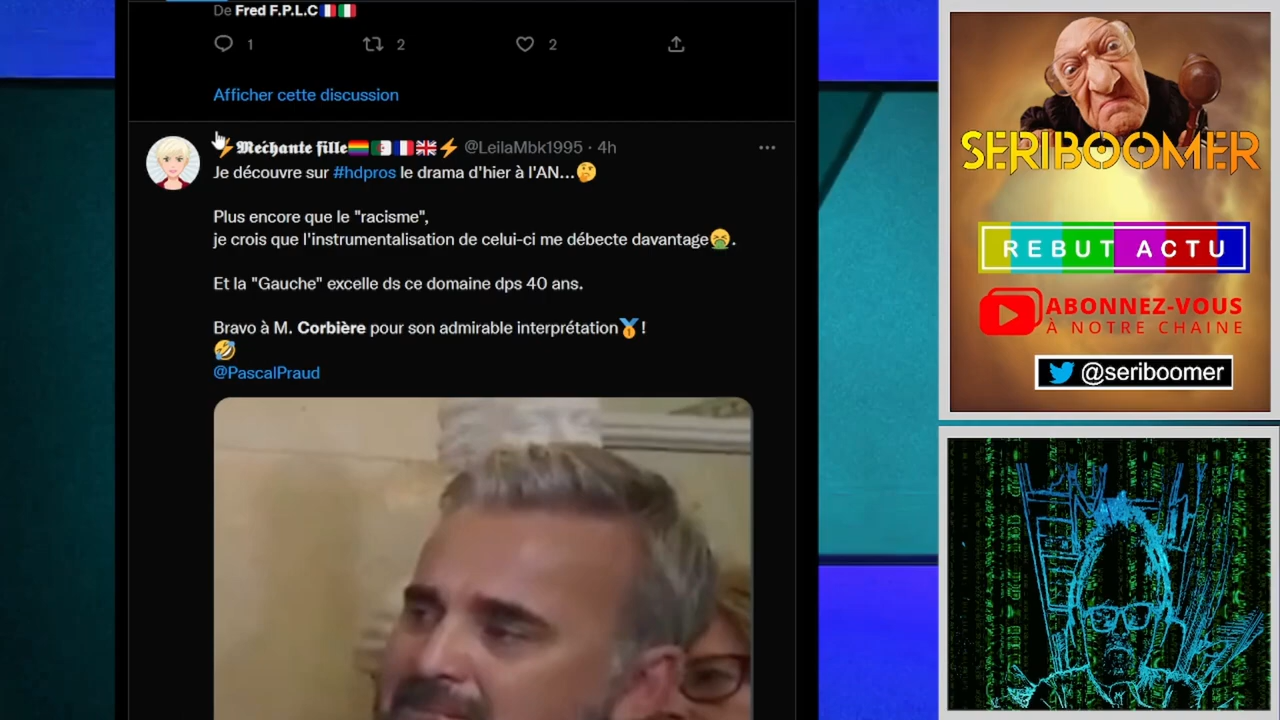 De Fred F.P.L.C🇫🇷🇮🇹
1 2 2
Afficher cette discussion
⚡Mechante fille🏳️‍🌈🇩🇿🇫🇷🇬🇧⚡ @LeilaMbk1995 · 4h
Je découvre sur #hdpros le drama d'hier à l'AN...🤔
Plus encore que le "racisme",
je crois que l'instrumentalisation de celui-ci me débecte davantage🤮.
Et la "Gauche" excelle ds ce domaine dps 40 ans.
Bravo à M. Corbière pour son admirable interprétation🥇!
🤣
@PascalPraud
SERIBOOMER
REBUT ACTU
ABONNEZ-VOUS
À NOTRE CHAINE
@seriboomer